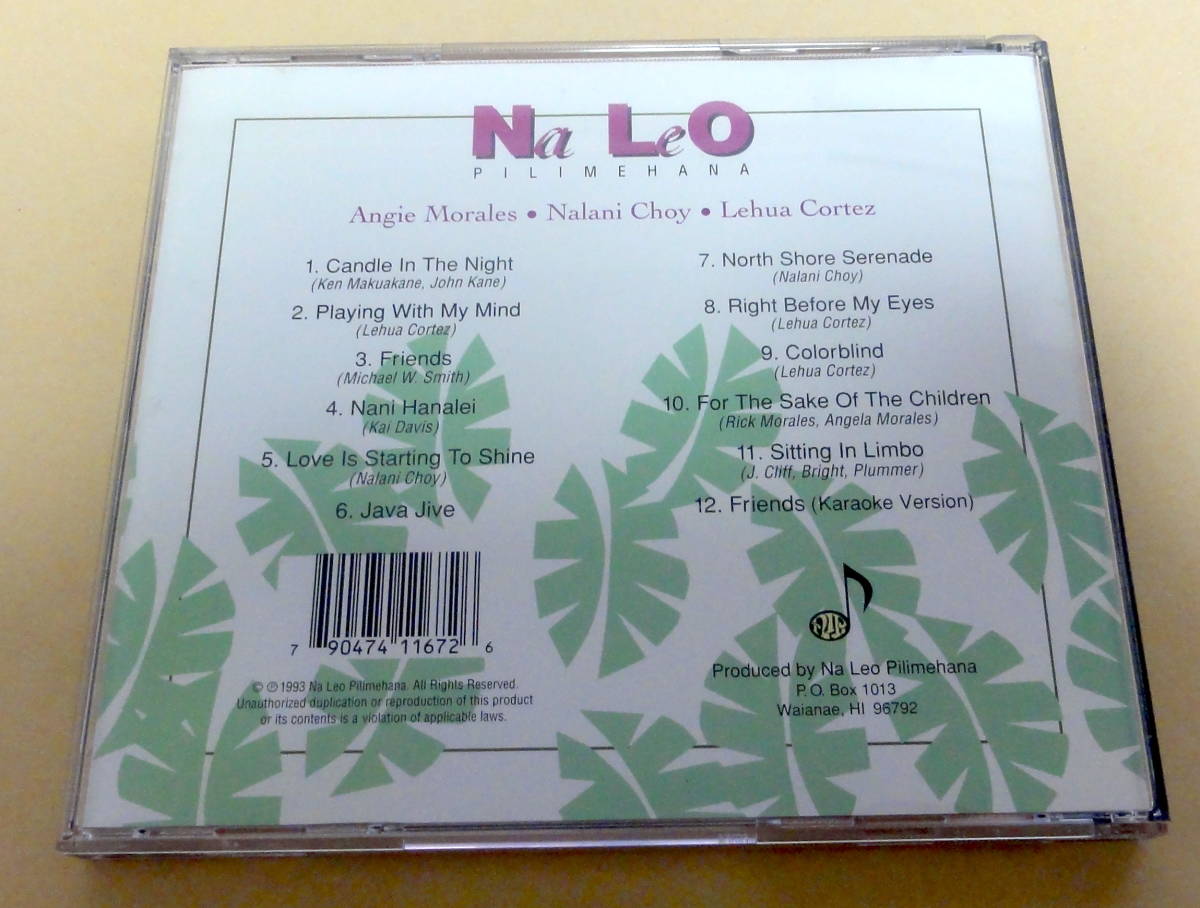 Na LeO
PILIMEHANA
Angie Morales • Nalani Choy • Lehua Cortez
1. Candle In The Night
(Ken Makuakane, John Kane)
2. Playing With My Mind
(Lehua Cortez)
3. Friends
(Michael W. Smith)
4. Nani Hanalei
(Kai Davis)
5. Love Is Starting To Shine
(Nalani Choy)
6. Java Jive
7. North Shore Serenade
(Nalani Choy)
8. Right Before My Eyes
(Lehua Cortez)
9. Colorblind
(Lehua Cortez)
10. For The Sake Of The Children
(Rick Morales, Angela Morales)
11. Sitting In Limbo
(J. Cliff, Bright, Plummer)
12. Friends (Karaoke Version)
7 90474 11672 6
© ℗ 1993 Na Leo Pilimehana. All Rights Reserved.
Unauthorized duplication or reproduction of this product
or its contents is a violation of applicable laws.
Produced by Na Leo Pilimehana
P.O. Box 1013
Waianae, HI 96792